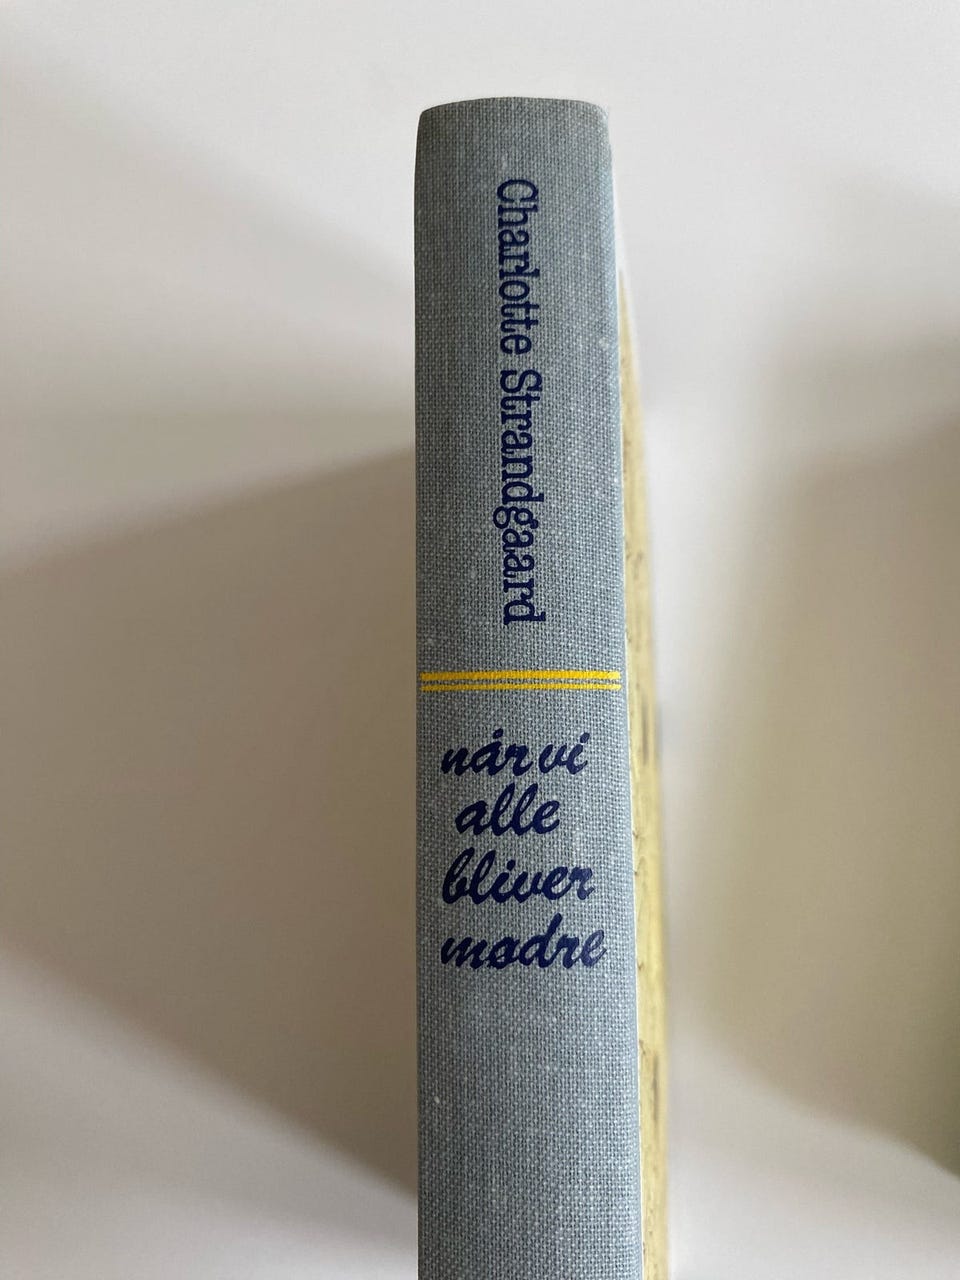 Charlotte Strandgaard
når vi
alle
bliver
mødre